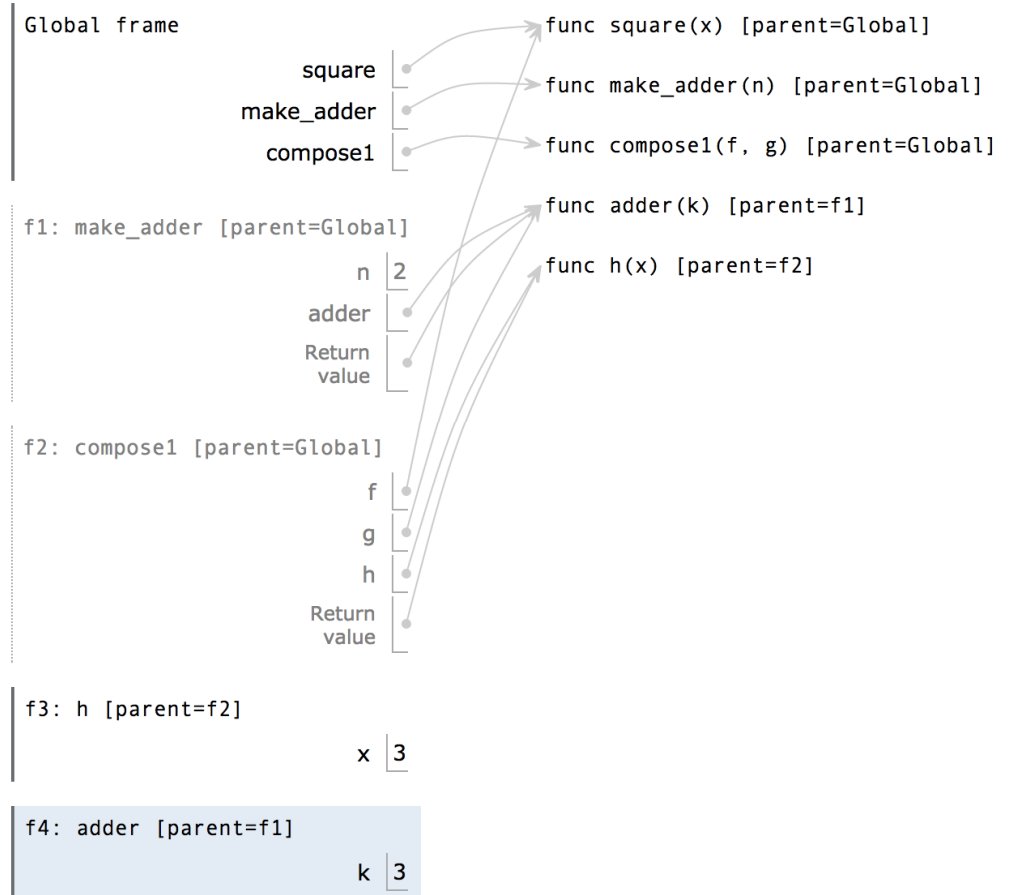 Global frame
square
make_adder
compose1
func square(x) [parent=Global]
func make_adder(n) [parent=Global]
func compose1(f, g) [parent=Global]
func adder(k) [parent=f1]
func h(x) [parent=f2]
f1: make_adder [parent=Global]
n 2
adder
Return
value
f2: compose1 [parent=Global]
f
g
h
Return
value
f3: h [parent=f2]
x 3
f4: adder [parent=f1]
k 3